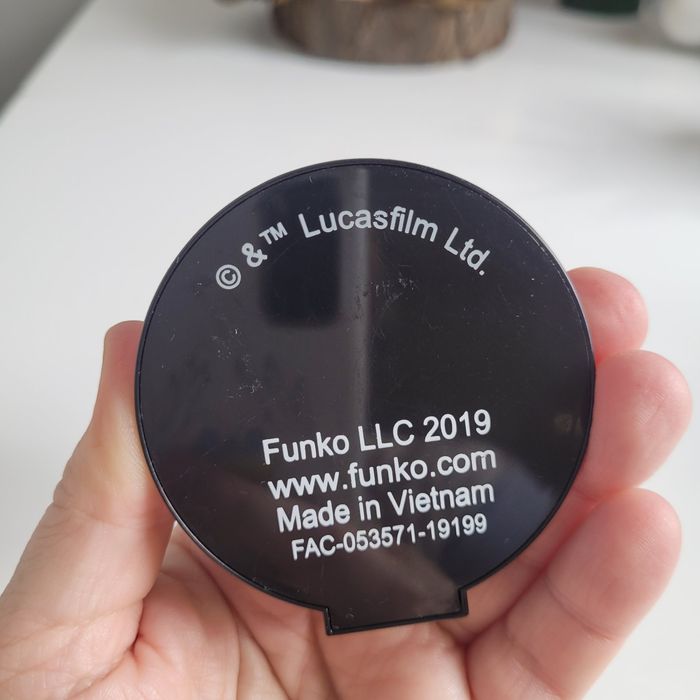 © & ™ Lucasfilm Ltd.
Funko LLC 2019
www.funko.com
Made in Vietnam
FAC-053571-19199